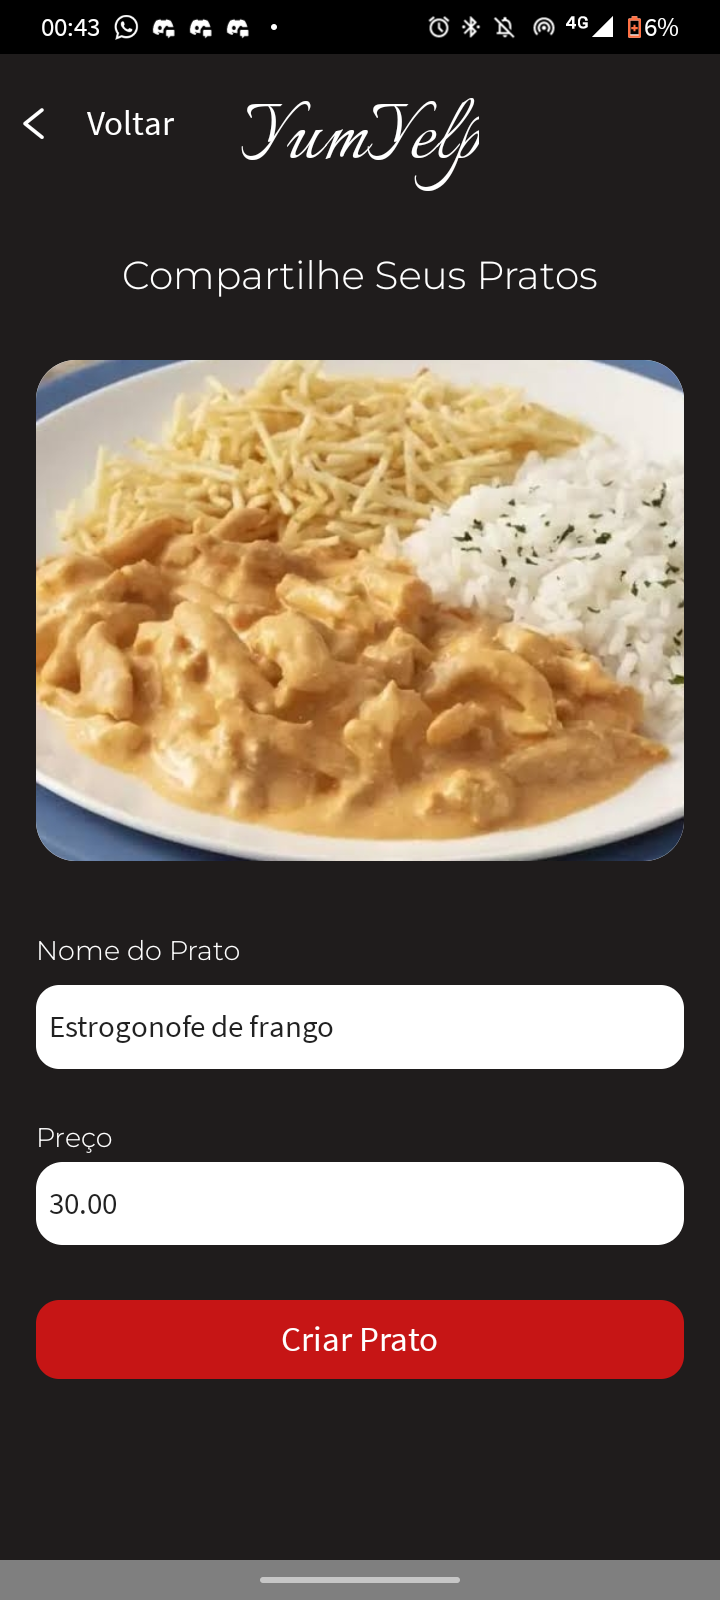 00:43
4G
6%
Voltar
YumYelp
Compartilhe Seus Pratos
Nome do Prato
Estrogonofe de frango
Preço
30.00
Criar Prato